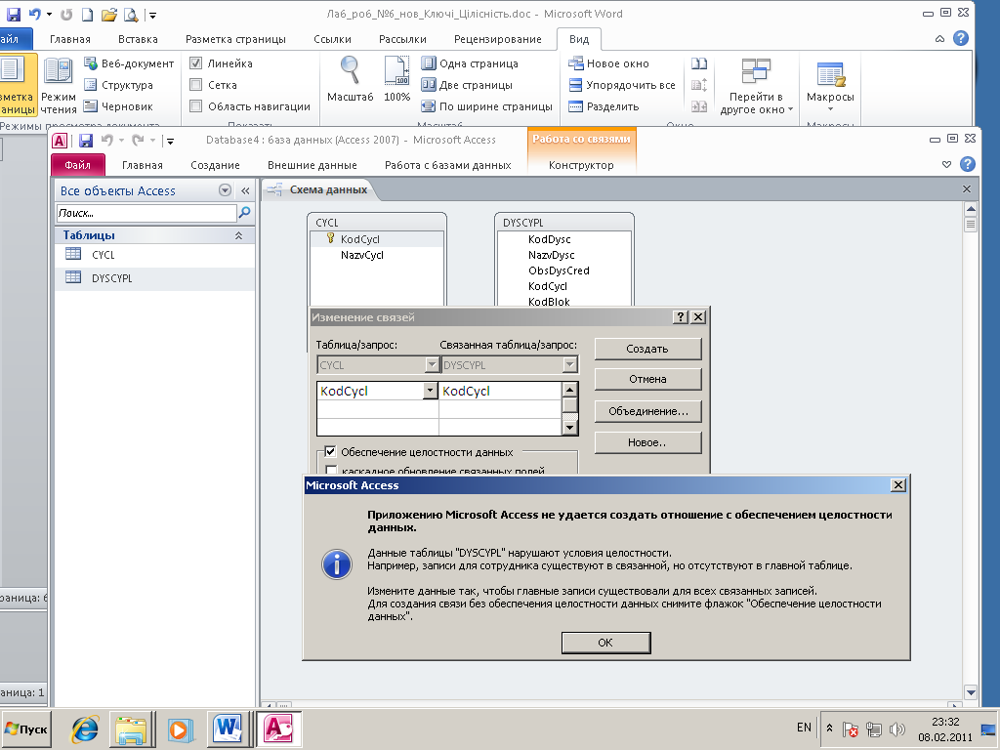 Лаб_роб_№6_нов_Ключі_Цілісність.doc - Microsoft Word
айл Главная Вставка Разметка страницы Ссылки Рассылки Рецензирование Вид
Веб-документ
Структура
Черновик
Режим чтения
Режимы просмотра документа
Линейка
Сетка
Область навигации
Показать
Масштаб
100%
Одна страница
Две страницы
По ширине страницы
Масштаб
Новое окно
Упорядочить все
Разделить
Окно
Перейти в
другое окно
Макросы
Макросы
Database4 : база данных (Access 2007) - Microsoft Access
Работа со связями
Файл Главная Создание Внешние данные Работа с базами данных Конструктор
Все объекты Access
Поиск...
Таблицы
CYCL
DYSCYPL
Схема данных
CYCL
KodCycl
NazvCycl
DYSCYPL
KodDysc
NazvDysc
ObsDysCred
KodCycl
KodBlok
Изменение связей
Таблица/запрос: Связанная таблица/запрос:
CYCL DYSCYPL
KodCycl KodCycl
Обеспечение целостности данных
каскадное обновление связанных полей
Создать
Отмена
Объединение...
Новое..
Microsoft Access
Приложению Microsoft Access не удается создать отношение с обеспечением целостности
данных.
Данные таблицы "DYSCYPL" нарушают условия целостности.
Например, записи для сотрудника существуют в связанной, но отсутствуют в главной таблице.
Измените данные так, чтобы главные записи существовали для всех связанных записей.
Для создания связи без обеспечения целостности данных снимите флажок "Обеспечение целостности
данных".
OK
раница: 6
аница: 1
Пуск
EN
23:32
08.02.2011